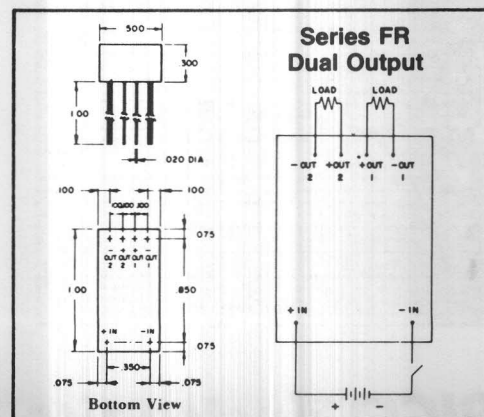 .500
.300
1.00
.020 DIA
.100
.100
.100
.100
.100
.075
- + + -
OUT OUT OUT OUT
2 2 1 1
1.00
.850
+ IN
- IN
.350
.075
.075
.075
Bottom View
Series FR
Dual Output
LOAD
LOAD
- OUT + OUT + OUT - OUT
2 2 1 1
+ IN
- IN
+ -